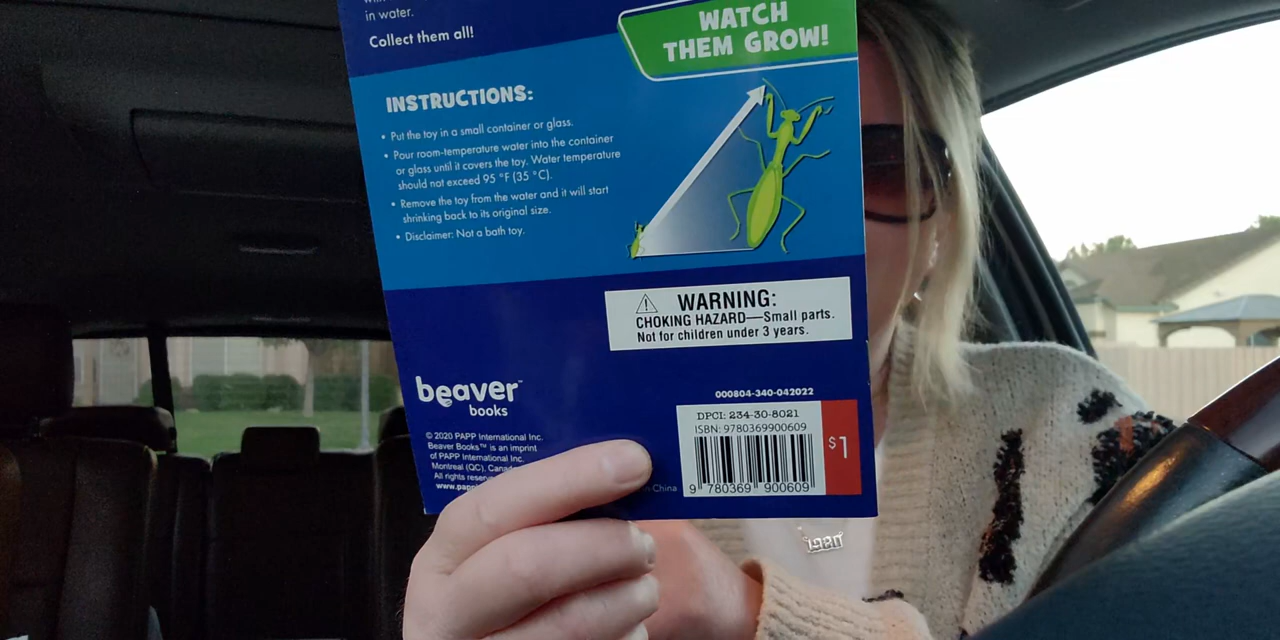 in water.
Collect them all!
WATCH
THEM GROW!
INSTRUCTIONS:
• Put the toy in a small container or glass.
• Pour room-temperature water into the container
or glass until it covers the toy. Water temperature
should not exceed 95 °F (35 °C).
• Remove the toy from the water and it will start
shrinking back to its original size.
• Disclaimer: Not a bath toy.
WARNING:
CHOKING HAZARD—Small parts.
Not for children under 3 years.
beaver™
books
© 2020 PAPP International Inc.
Beaver Books™ is an imprint
of PAPP International Inc.
Montreal (QC),
All rights
China
000804-340-042022
DPCI: 234-30-8021
ISBN: 9780369900609
$1
9 780369 900609